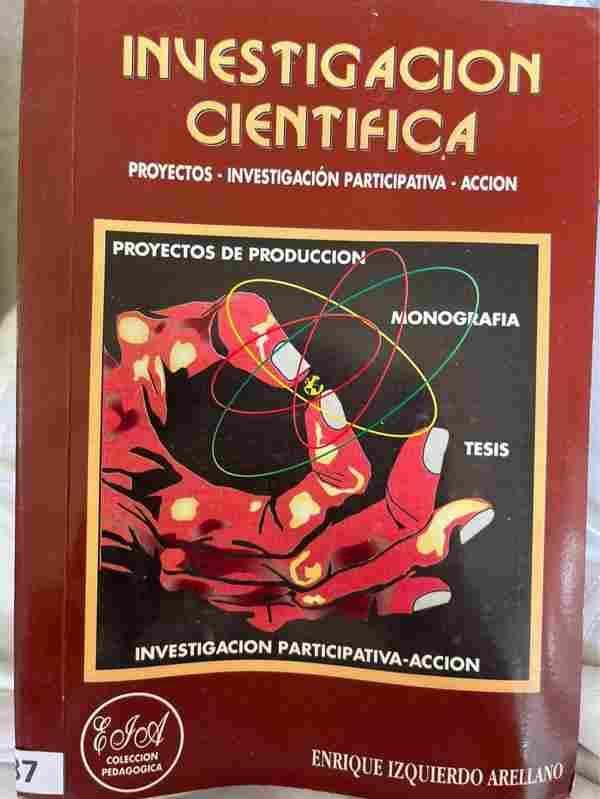 INVESTIGACION
CIENTIFICA
PROYECTOS - INVESTIGACIÓN PARTICIPATIVA - ACCION
PROYECTOS DE PRODUCCION
MONOGRAFIA
TESIS
INVESTIGACION PARTICIPATIVA-ACCION
EIA
COLECCION
PEDAGOGICA
37
ENRIQUE IZQUIERDO ARELLANO